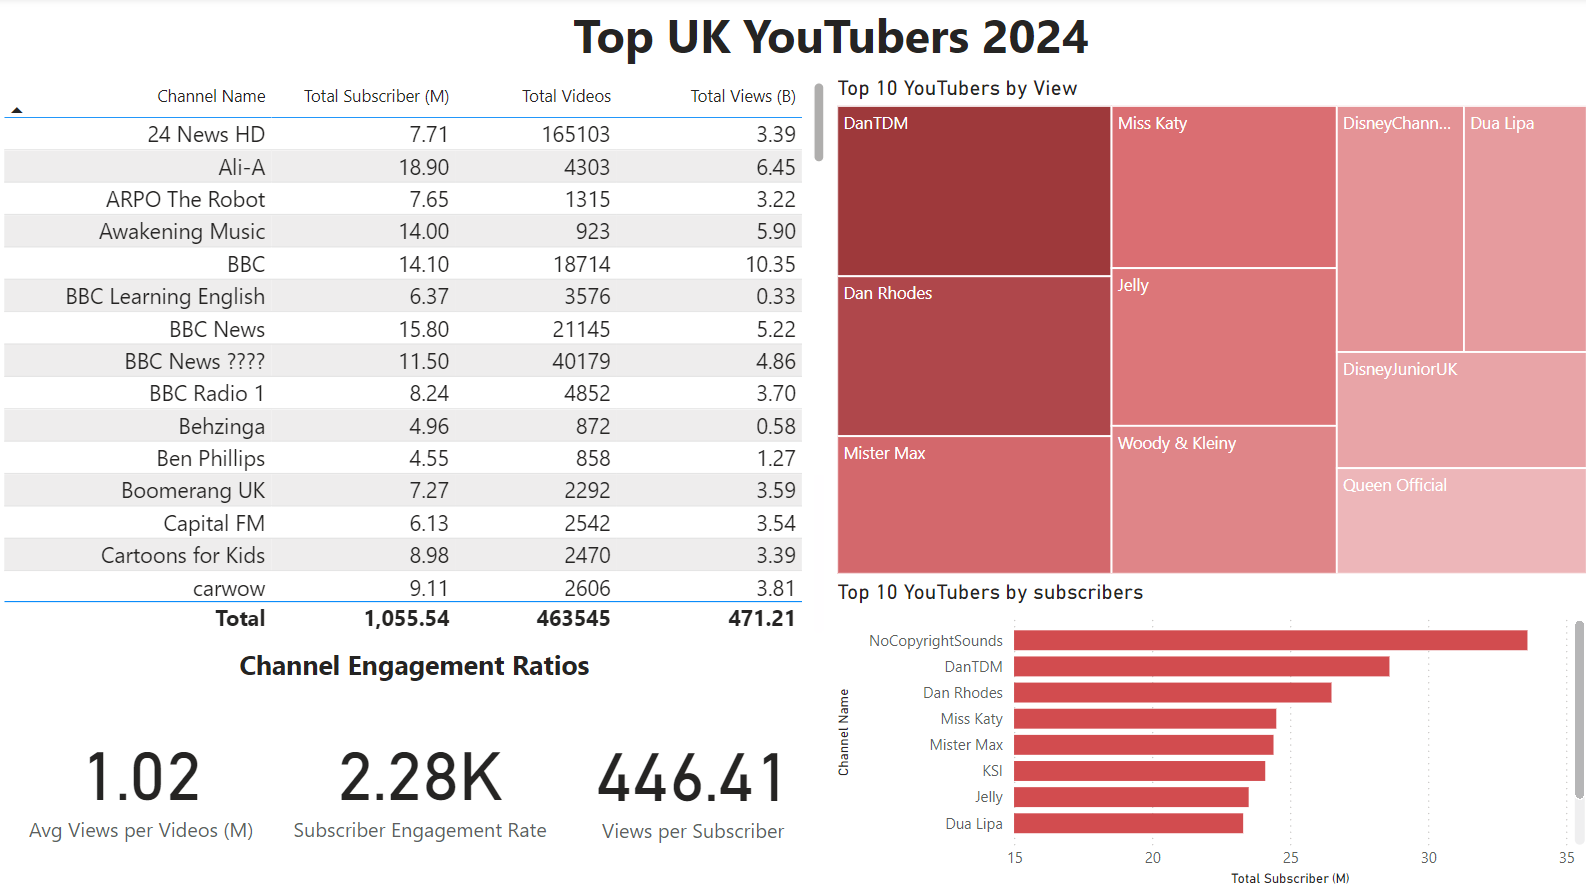 Top UK YouTubers 2024
Channel Name Total Subscriber (M) Total Videos Total Views (B)
24 News HD 7.71 165103 3.39
Ali-A 18.90 4303 6.45
ARPO The Robot 7.65 1315 3.22
Awakening Music 14.00 923 5.90
BBC 14.10 18714 10.35
BBC Learning English 6.37 3576 0.33
BBC News 15.80 21145 5.22
BBC News ???? 11.50 40179 4.86
BBC Radio 1 8.24 4852 3.70
Behzinga 4.96 872 0.58
Ben Phillips 4.55 858 1.27
Boomerang UK 7.27 2292 3.59
Capital FM 6.13 2542 3.54
Cartoons for Kids 8.98 2470 3.39
carwow 9.11 2606 3.81
Total 1,055.54 463545 471.21
Channel Engagement Ratios
1.02
Avg Views per Videos (M)
2.28K
Subscriber Engagement Rate
446.41
Views per Subscriber
Top 10 YouTubers by View
DanTDM
Dan Rhodes
Mister Max
Miss Katy
Jelly
Woody & Kleiny
DisneyChann...
Dua Lipa
DisneyJuniorUK
Queen Official
Top 10 YouTubers by subscribers
Channel Name
NoCopyrightSounds
DanTDM
Dan Rhodes
Miss Katy
Mister Max
KSI
Jelly
Dua Lipa
15 20 25 30 35
Total Subscriber (M)